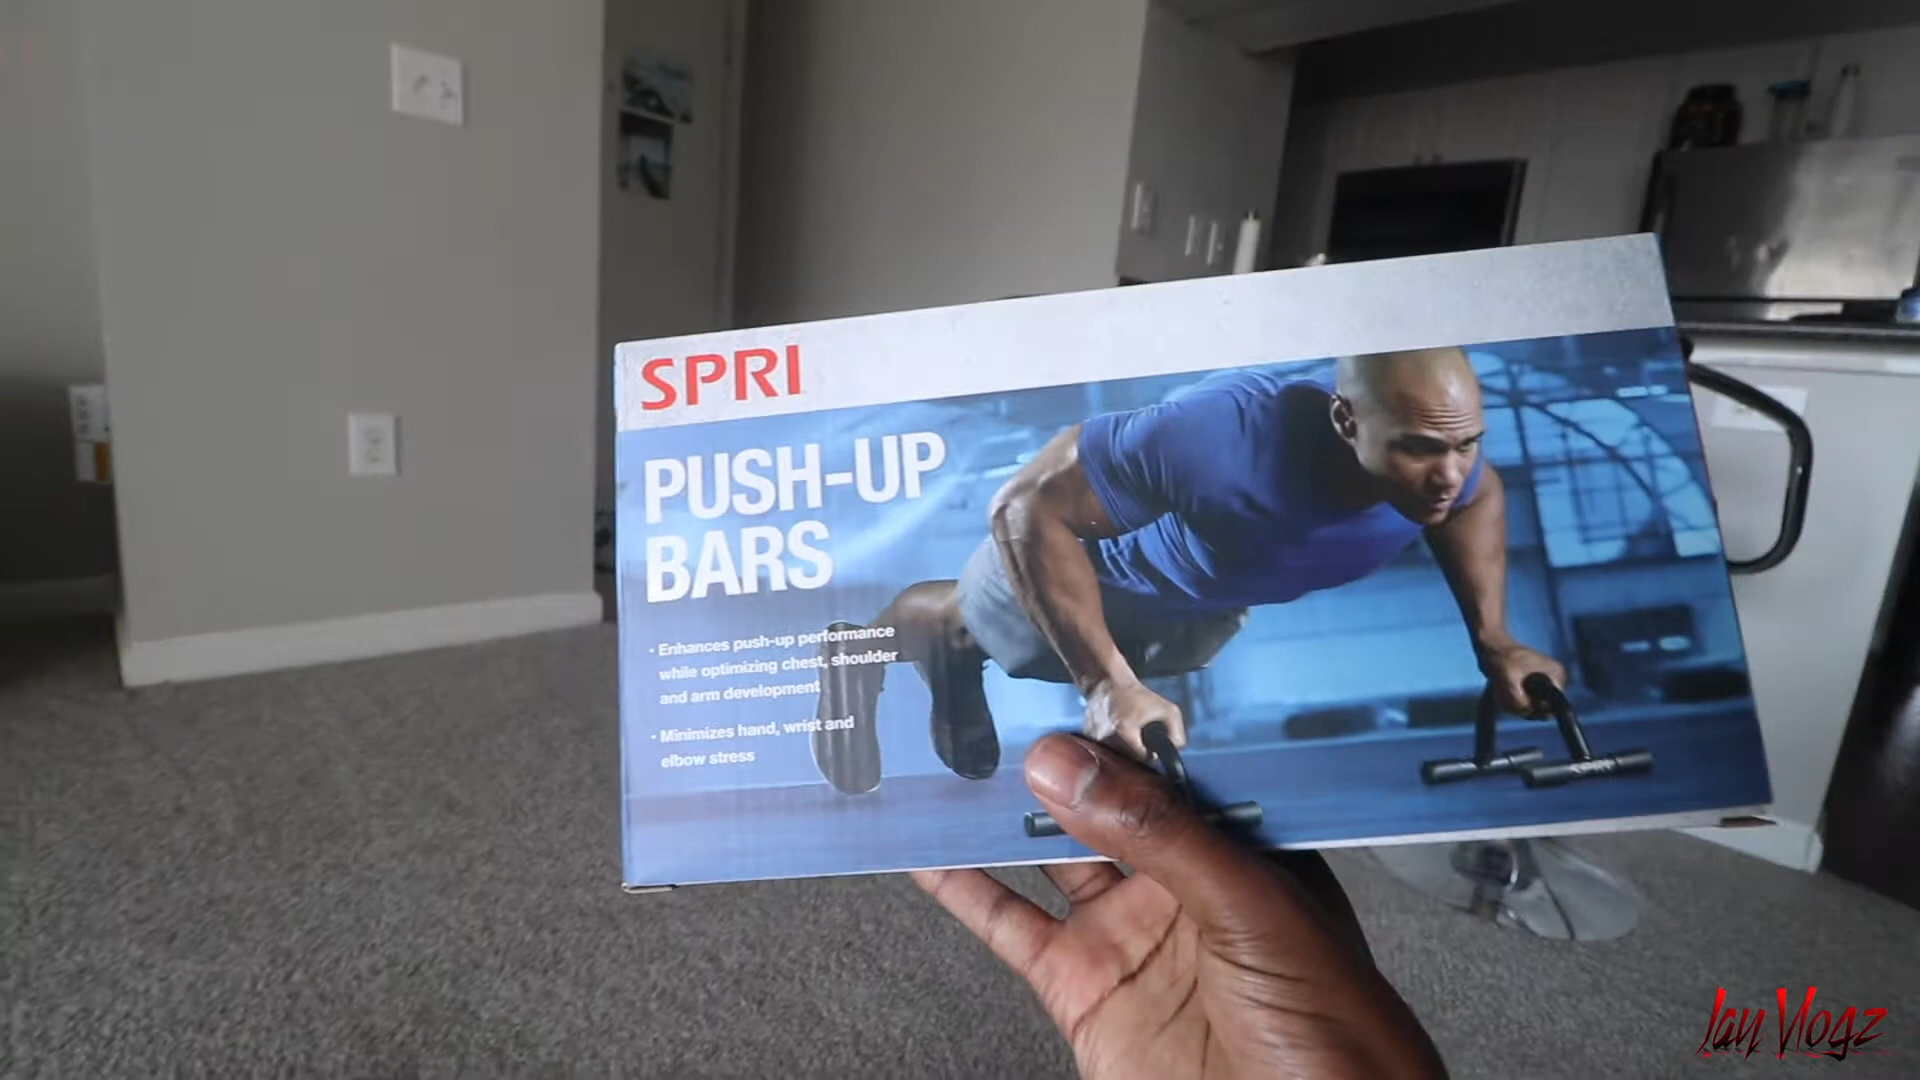 SPRI
PUSH-UP
BARS
• Enhances push-up performance
while optimizing chest, shoulder
and arm development
• Minimizes hand, wrist and
elbow stress
SPRI
Jay Vlogz